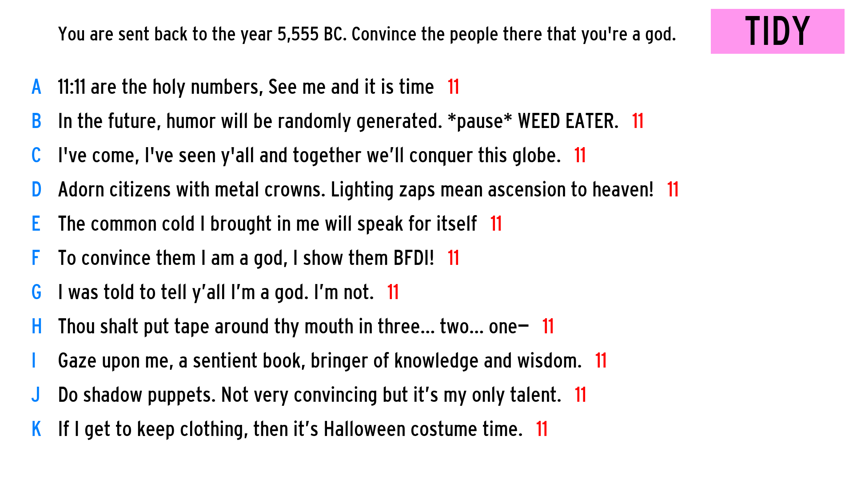 You are sent back to the year 5,555 BC. Convince the people there that you're a god.
TIDY
A 11:11 are the holy numbers, See me and it is time 11
B In the future, humor will be randomly generated. *pause* WEED EATER. 11
C I've come, I've seen y'all and together we’ll conquer this globe. 11
D Adorn citizens with metal crowns. Lighting zaps mean ascension to heaven! 11
E The common cold I brought in me will speak for itself 11
F To convince them I am a god, I show them BFDI! 11
G I was told to tell y’all I’m a god. I’m not. 11
H Thou shalt put tape around thy mouth in three... two... one– 11
I Gaze upon me, a sentient book, bringer of knowledge and wisdom. 11
J Do shadow puppets. Not very convincing but it’s my only talent. 11
K If I get to keep clothing, then it’s Halloween costume time. 11